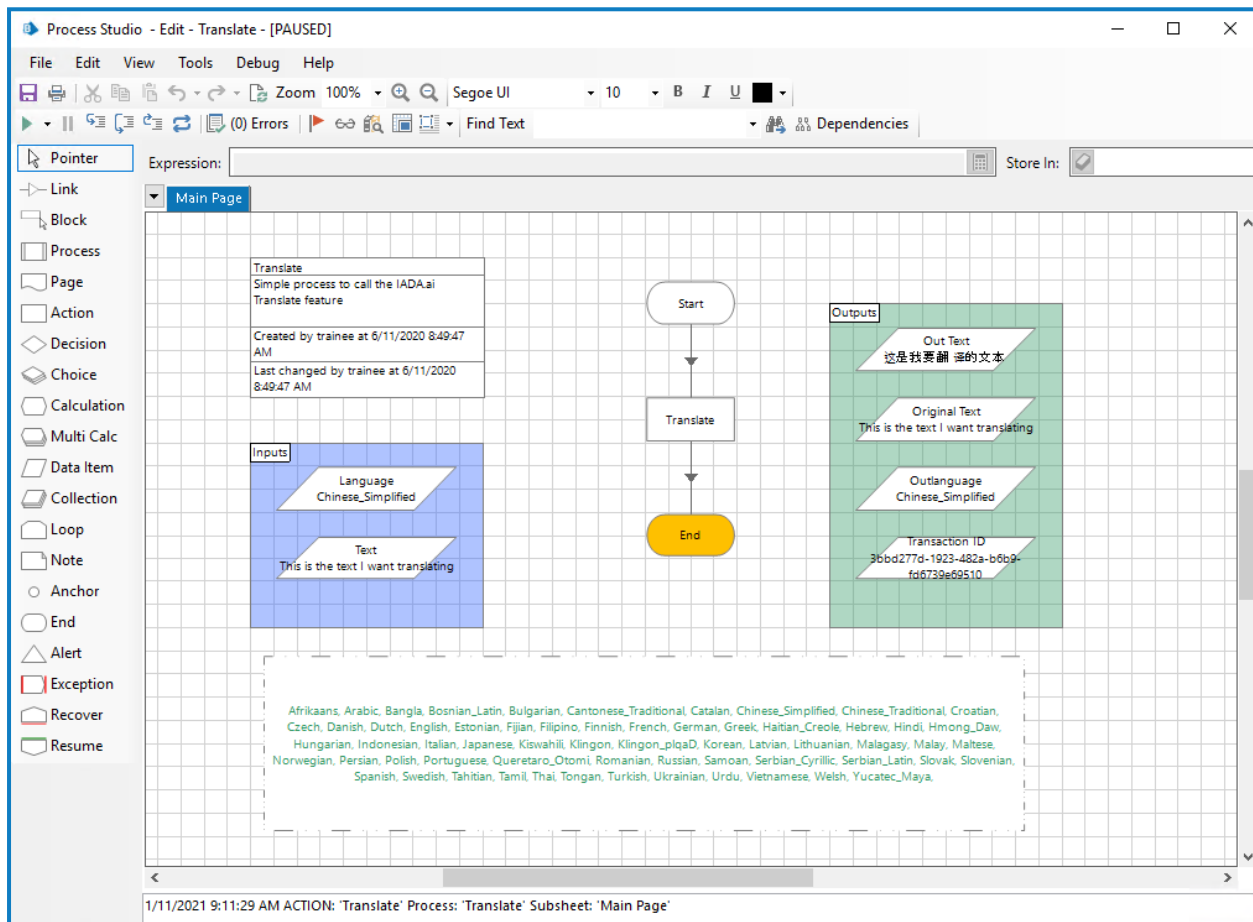 Process Studio - Edit - Translate - [PAUSED]
File Edit View Tools Debug Help
Zoom 100% Segoe UI 10 B I U
(0) Errors Find Text Dependencies
Pointer
Link
Block
Process
Page
Action
Decision
Choice
Calculation
Multi Calc
Data Item
Collection
Loop
Note
Anchor
End
Alert
Exception
Recover
Resume
Expression: Store In:
Main Page
Translate
Simple process to call the IADA.ai
Translate feature
Created by trainee at 6/11/2020 8:49:47
AM
Last changed by trainee at 6/11/2020
8:49:47 AM
Inputs
Language
Chinese_Simplified
Text
This is the text I want translating
Start
Translate
End
Outputs
Out Text
这是我要翻 译的文本
Original Text
This is the text I want translating
Outlanguage
Chinese_Simplified
Transaction ID
3bbd277d-1923-482a-b6b9-
fd6739e69510
Afrikaans, Arabic, Bangla, Bosnian_Latin, Bulgarian, Cantonese_Traditional, Catalan, Chinese_Simplified, Chinese_Traditional, Croatian,
Czech, Danish, Dutch, English, Estonian, Fijian, Filipino, Finnish, French, German, Greek, Haitian_Creole, Hebrew, Hindi, Hmong_Daw,
Hungarian, Indonesian, Italian, Japanese, Kiswahili, Klingon, Klingon_plqaD, Korean, Latvian, Lithuanian, Malagasy, Malay, Maltese,
Norwegian, Persian, Polish, Portuguese, Queretaro_Otomi, Romanian, Russian, Samoan, Serbian_Cyrillic, Serbian_Latin, Slovak, Slovenian,
Spanish, Swedish, Tahitian, Tamil, Thai, Tongan, Turkish, Ukrainian, Urdu, Vietnamese, Welsh, Yucatec_Maya,
1/11/2021 9:11:29 AM ACTION: 'Translate' Process: 'Translate' Subsheet: 'Main Page'